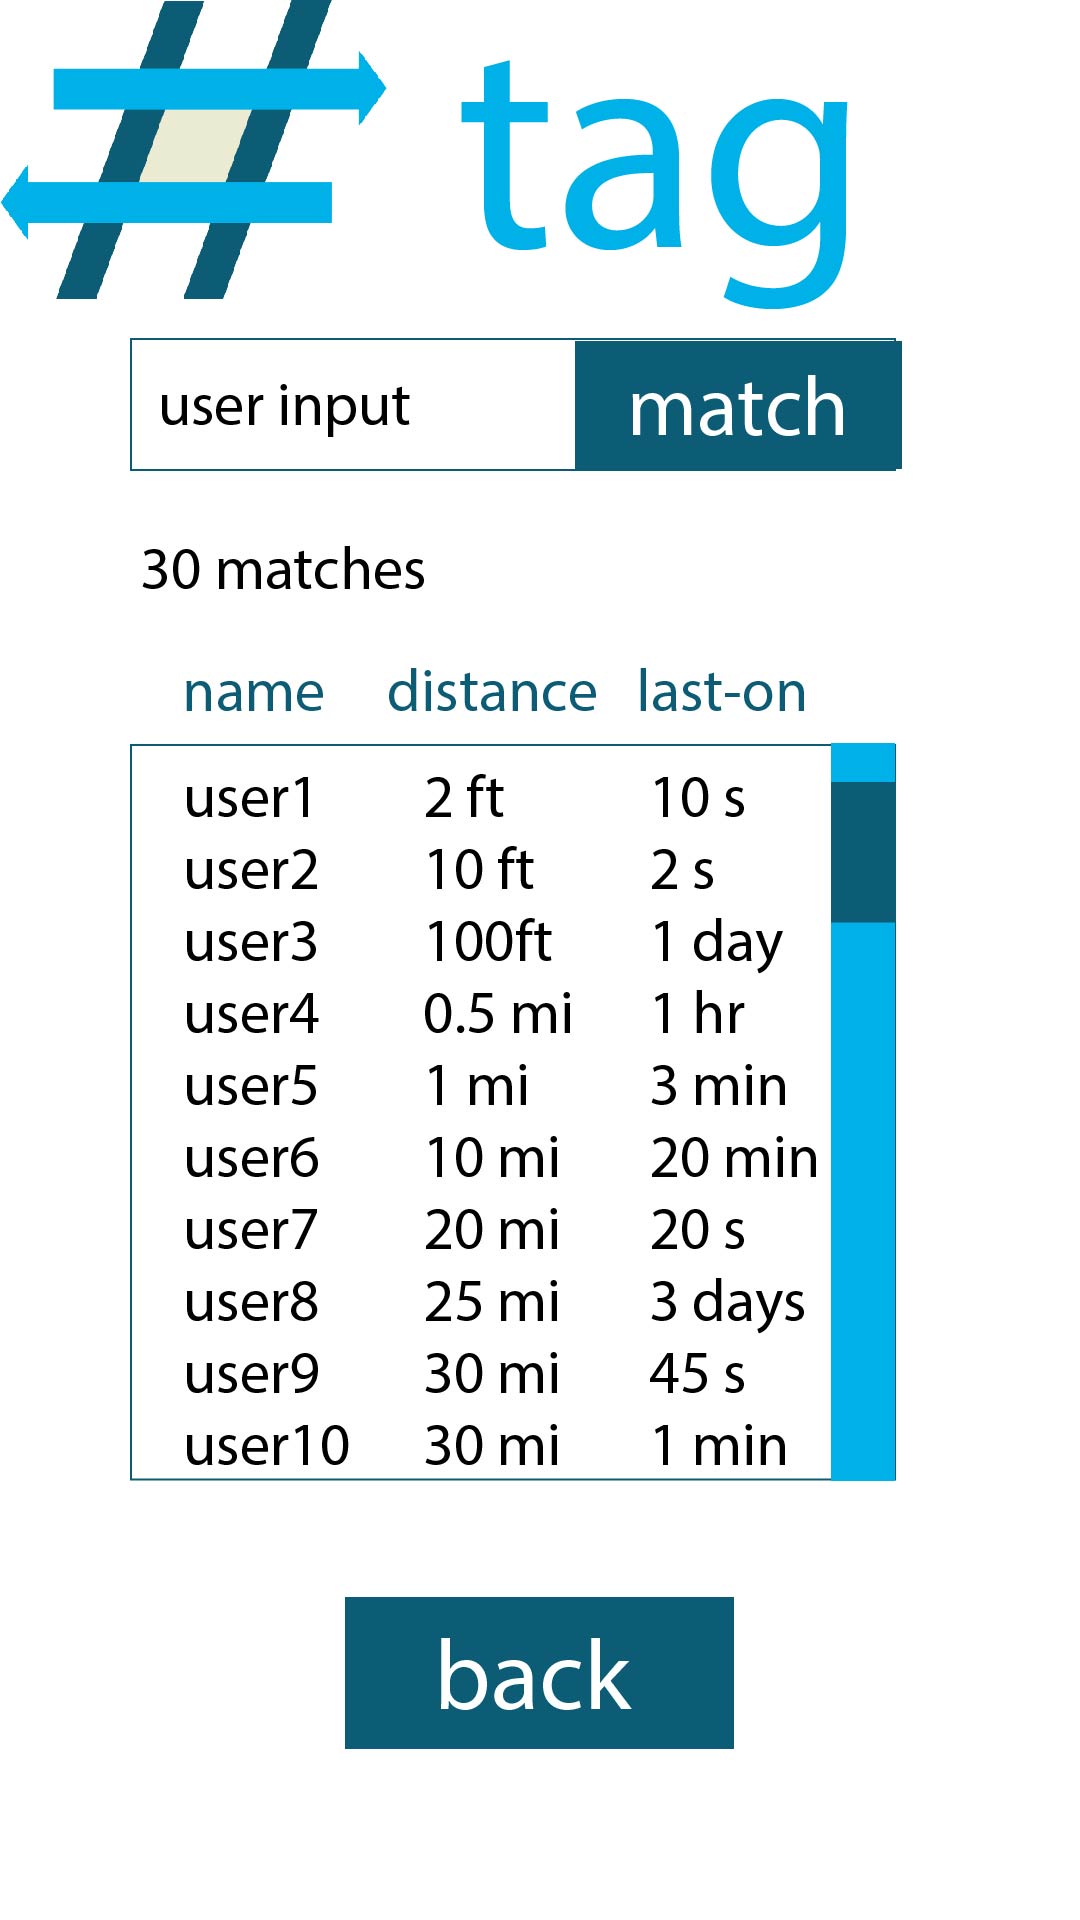 # tag
user input match
30 matches
name distance last-on
user1 2 ft 10 s
user2 10 ft 2 s
user3 100ft 1 day
user4 0.5 mi 1 hr
user5 1 mi 3 min
user6 10 mi 20 min
user7 20 mi 20 s
user8 25 mi 3 days
user9 30 mi 45 s
user10 30 mi 1 min
back